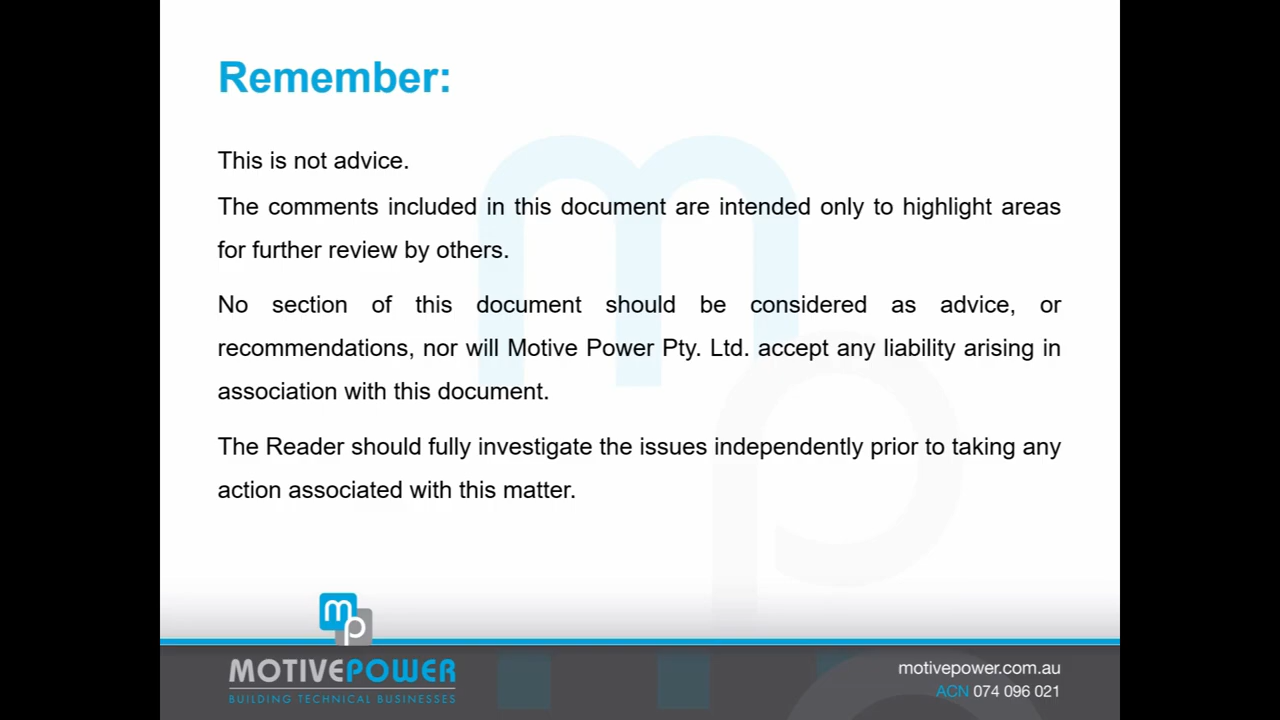 Remember:
This is not advice.
The comments included in this document are intended only to highlight areas
for further review by others.
No section of this document should be considered as advice, or
recommendations, nor will Motive Power Pty. Ltd. accept any liability arising in
association with this document.
The Reader should fully investigate the issues independently prior to taking any
action associated with this matter.
mp
MOTIVEPOWER
BUILDING TECHNICAL BUSINESSES
motivepower.com.au
ACN 074 096 021